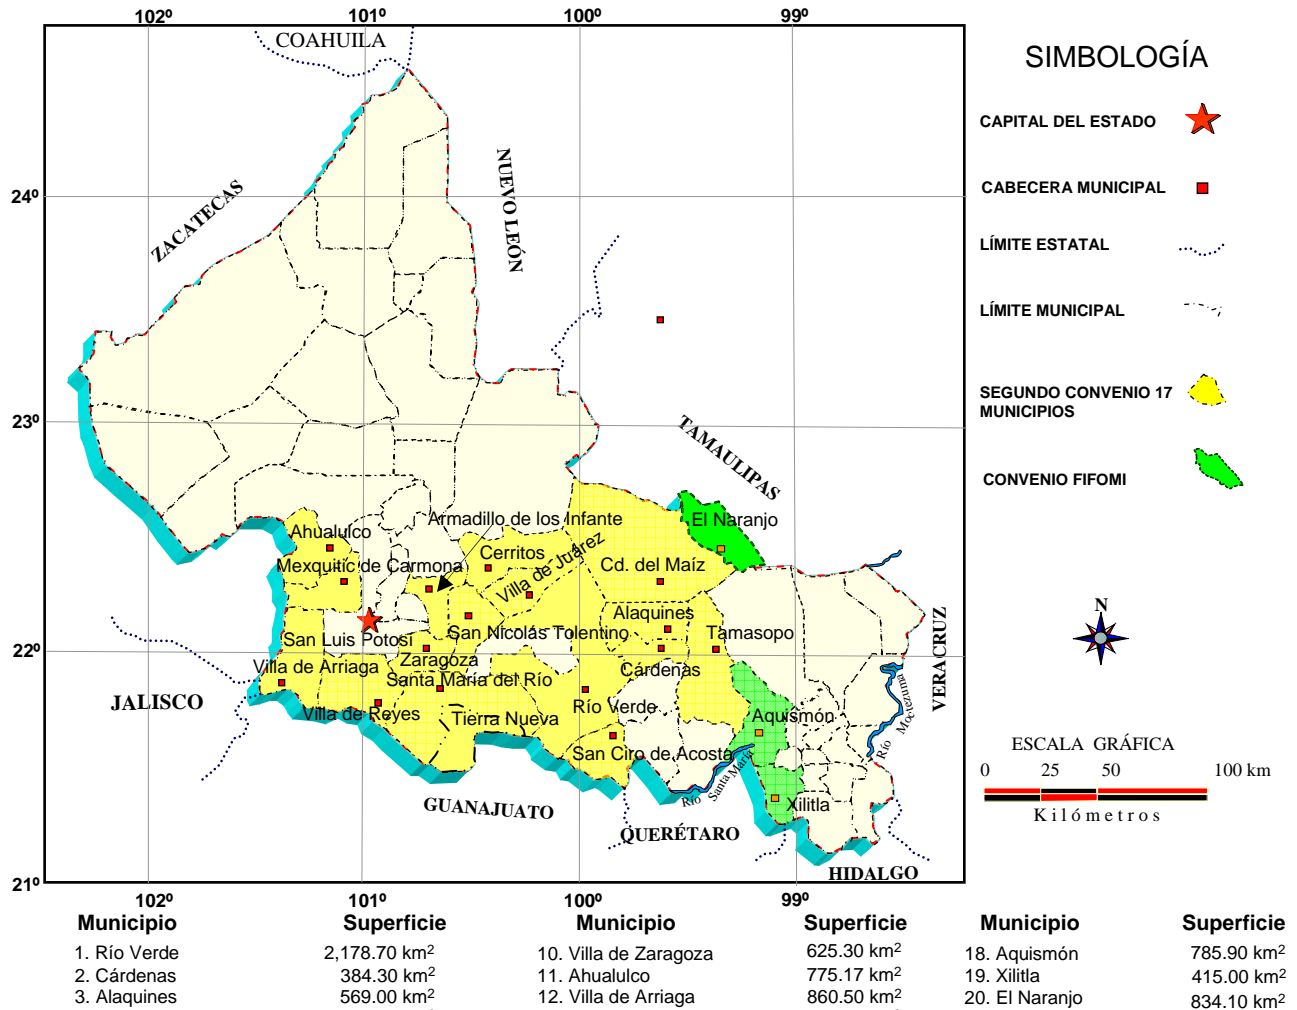 102º 101º 100º 99º
COAHUILA
SIMBOLOGÍA
CAPITAL DEL ESTADO
NUEVO LEÓN
ZACATECAS
24º
CABECERA MUNICIPAL
LÍMITE ESTATAL
LÍMITE MUNICIPAL
SEGUNDO CONVENIO 17
MUNICIPIOS
23º
TAMAULIPAS
CONVENIO FIFOMI
Armadillo de los Infante
El Naranjo
Ahualulco
Cerritos
Villa de Juárez
Mexquitic de Carmona
Cd. del Maíz
Alaquines
N
San Luis Potosí
San Nicolás Tolentino
Tamasopo
22º
Zaragoza
Villa de Arriaga
Cárdenas
Santa María del Río
VERACRUZ
JALISCO
Villa de Reyes
Río Verde
Tierra Nueva
Aquismón
Río Moctezuma
San Ciro de Acosta
ESCALA GRÁFICA
0 25 50 100 km
Kilómetros
Río Santa María
Xilitla
GUANAJUATO
QUERÉTARO
HIDALGO
21º
102º 101º 100º 99º
Municipio Superficie Municipio Superficie Municipio Superficie
1. Río Verde 2,178.70 km² 10. Villa de Zaragoza 625.30 km² 18. Aquismón 785.90 km²
2. Cárdenas 384.30 km² 11. Ahualulco 775.17 km² 19. Xilitla 415.00 km²
3. Alaquines 569.00 km² 12. Villa de Arriaga 860.50 km² 20. El Naranjo 834.10 km²